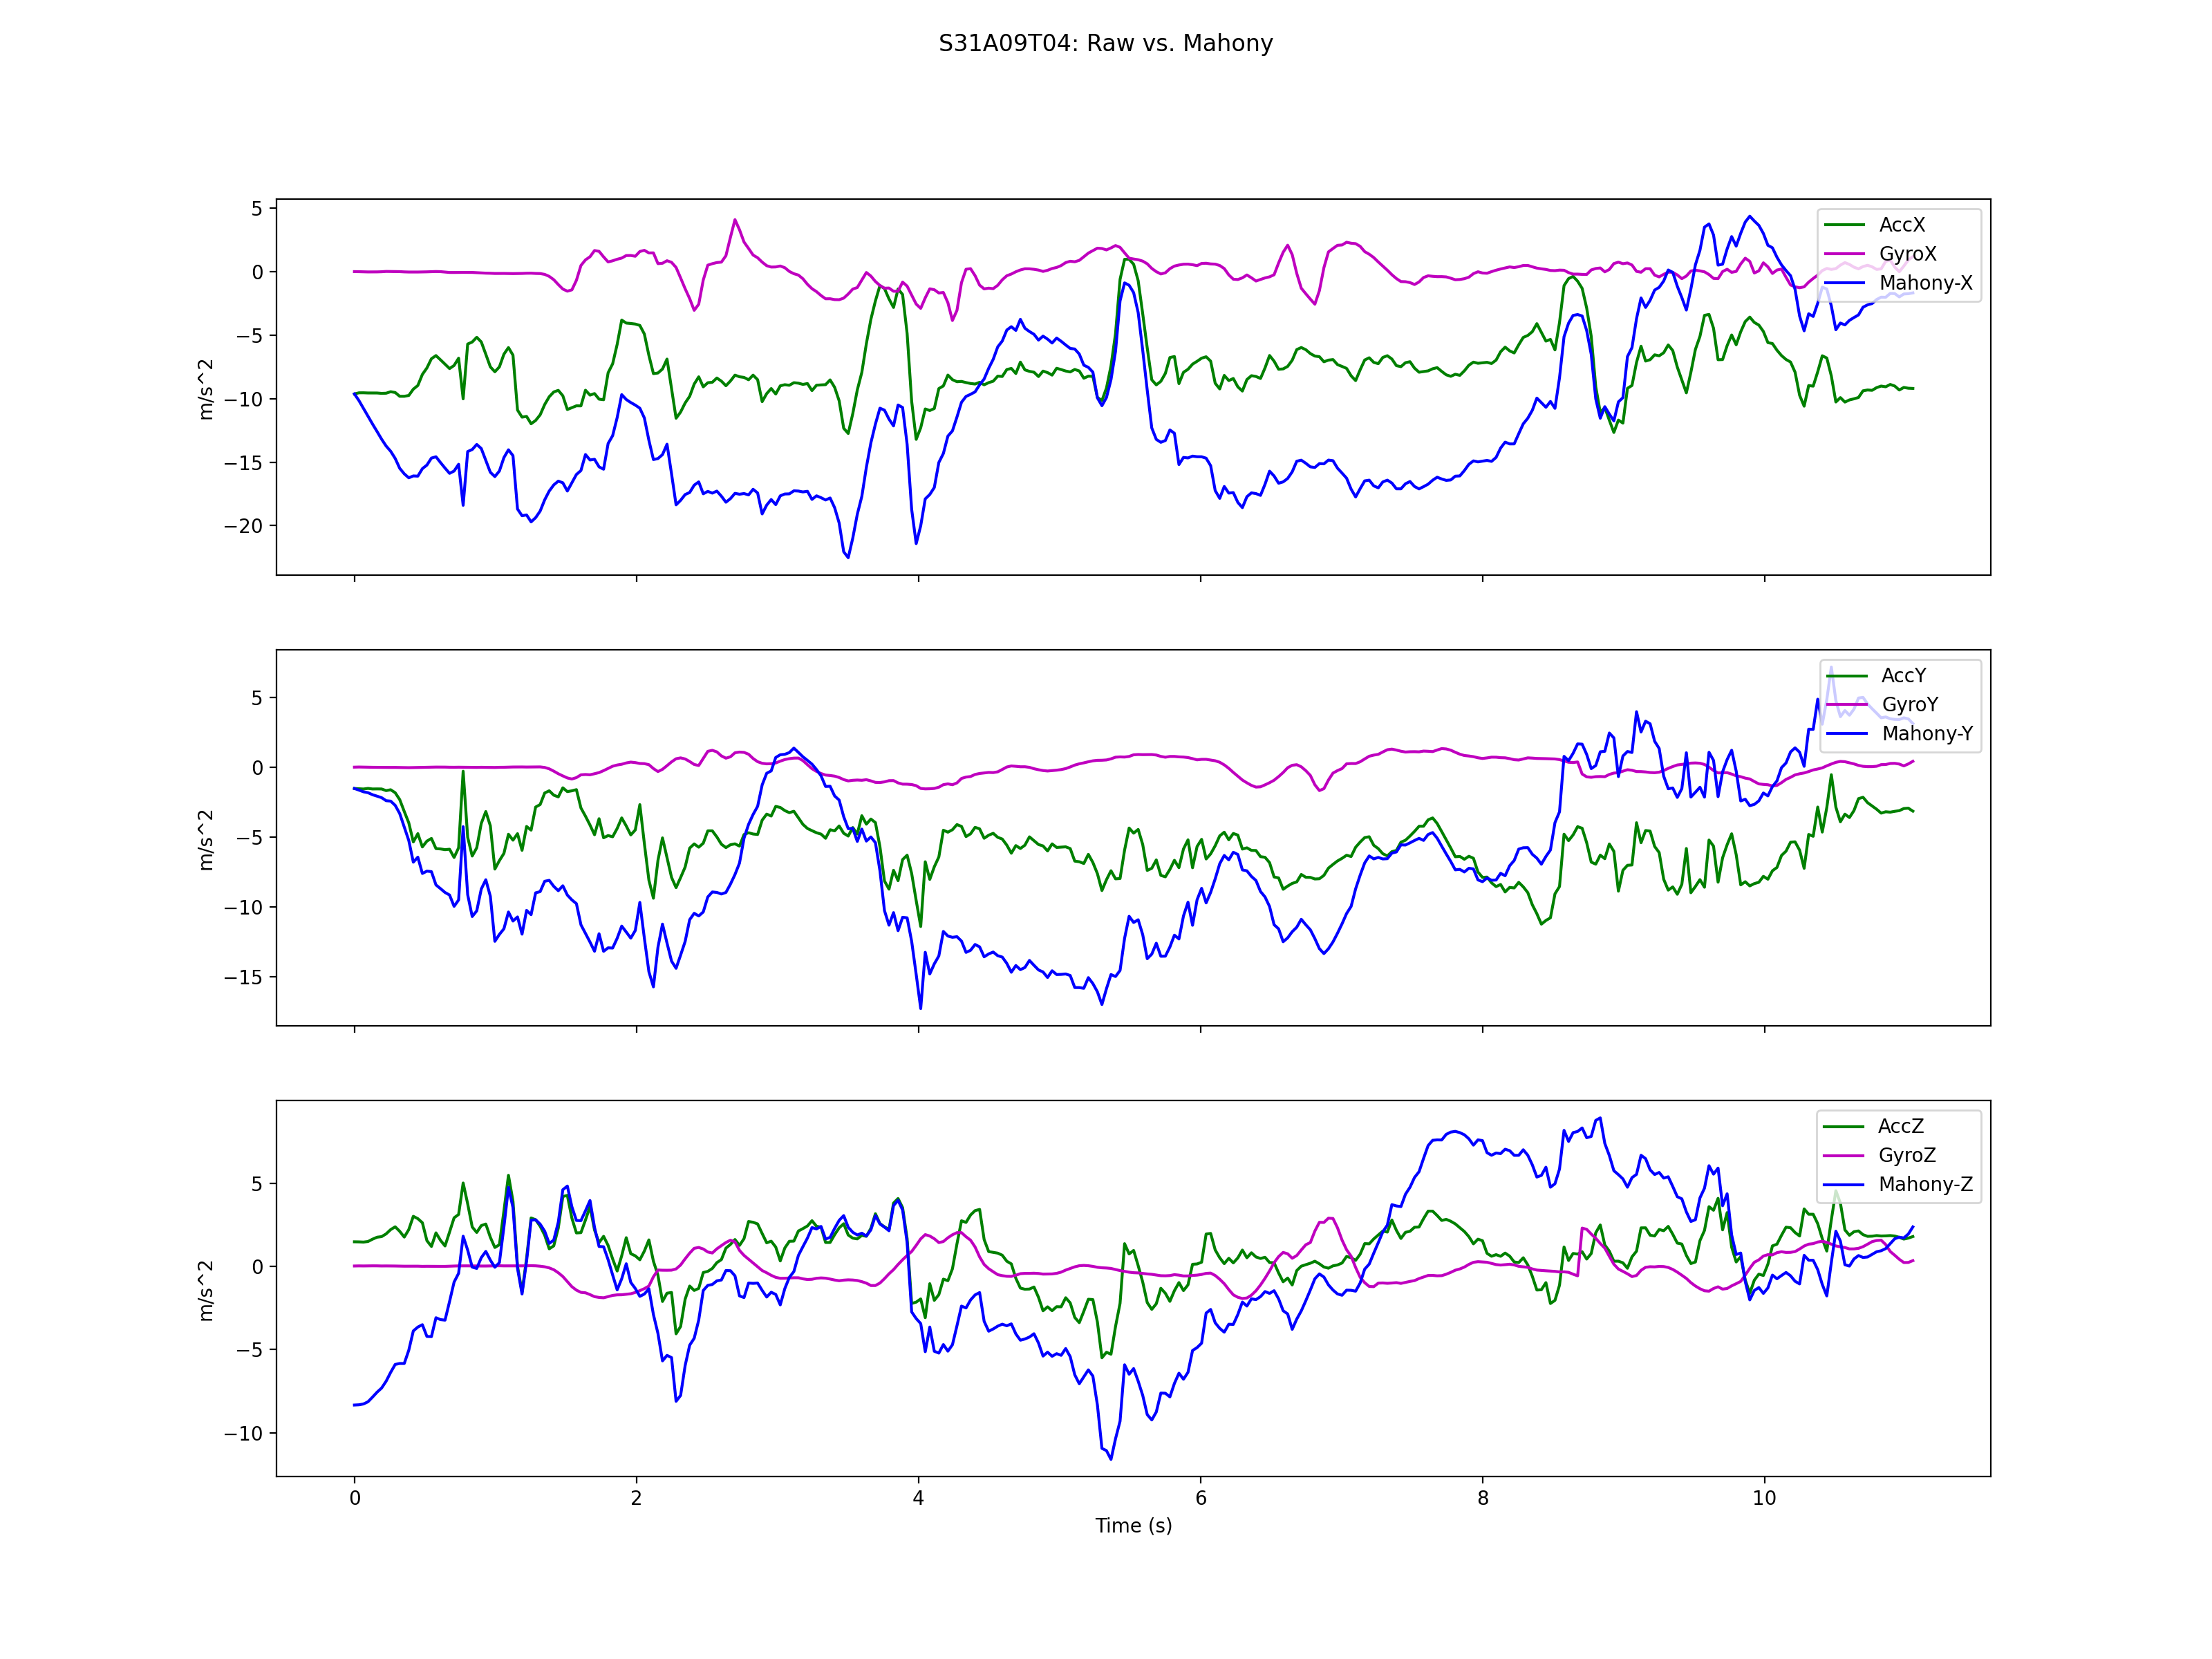 S31A09T04: Raw vs. Mahony
5
0
−5
−10
−15
−20
m/s^2
AccX
GyroX
Mahony-X
5
0
−5
−10
−15
m/s^2
AccY
GyroY
Mahony-Y
5
0
−5
−10
m/s^2
AccZ
GyroZ
Mahony-Z
0 2 4 6 8 10
Time (s)